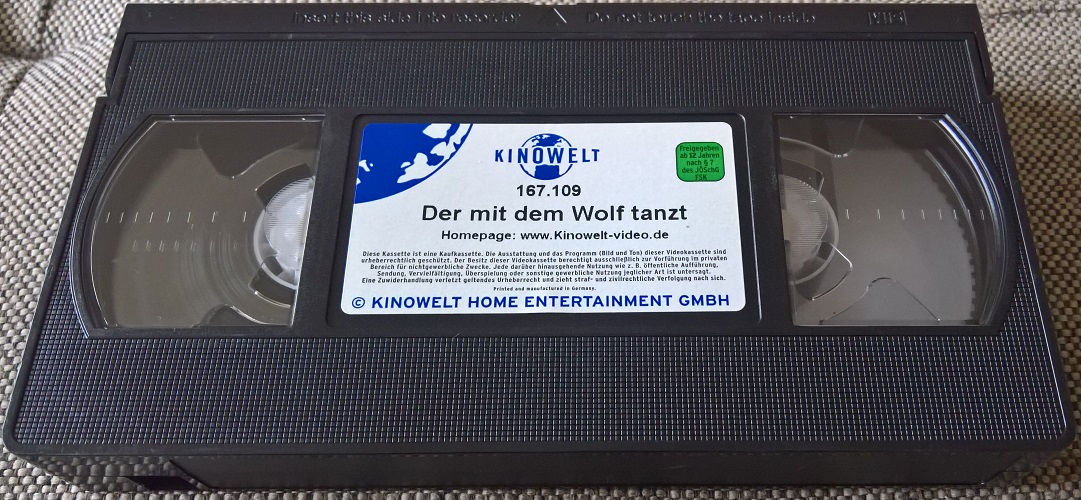 Insert this side into recorder
Do not touch the tape inside
KINOWELT
Freigegeben
ab 12 Jahren
nach § 7
des JÖSchG
FSK
167.109
Der mit dem Wolf tanzt
Homepage: www.Kinowelt-video.de
Diese Kassette ist eine Kaufkassette. Die Ausstattung und das Programm (Bild und Ton) dieser Videokassette sind
urheberrechtlich geschützt. Der Besitz dieser Videokassette berechtigt ausschließlich zur Vorführung im privaten
Bereich für nichtgewerbliche Zwecke. Jede darüber hinausgehende Nutzung wie z. B. öffentliche Aufführung,
Sendung, Vervielfältigung, Überspielung oder sonstige gewerbliche Nutzung jeglicher Art ist untersagt.
Eine Zuwiderhandlung verletzt geltendes Urheberrecht und zieht straf- und zivilrechtliche Verfolgung nach sich.
Printed and manufactured in Germany.
© KINOWELT HOME ENTERTAINMENT GMBH